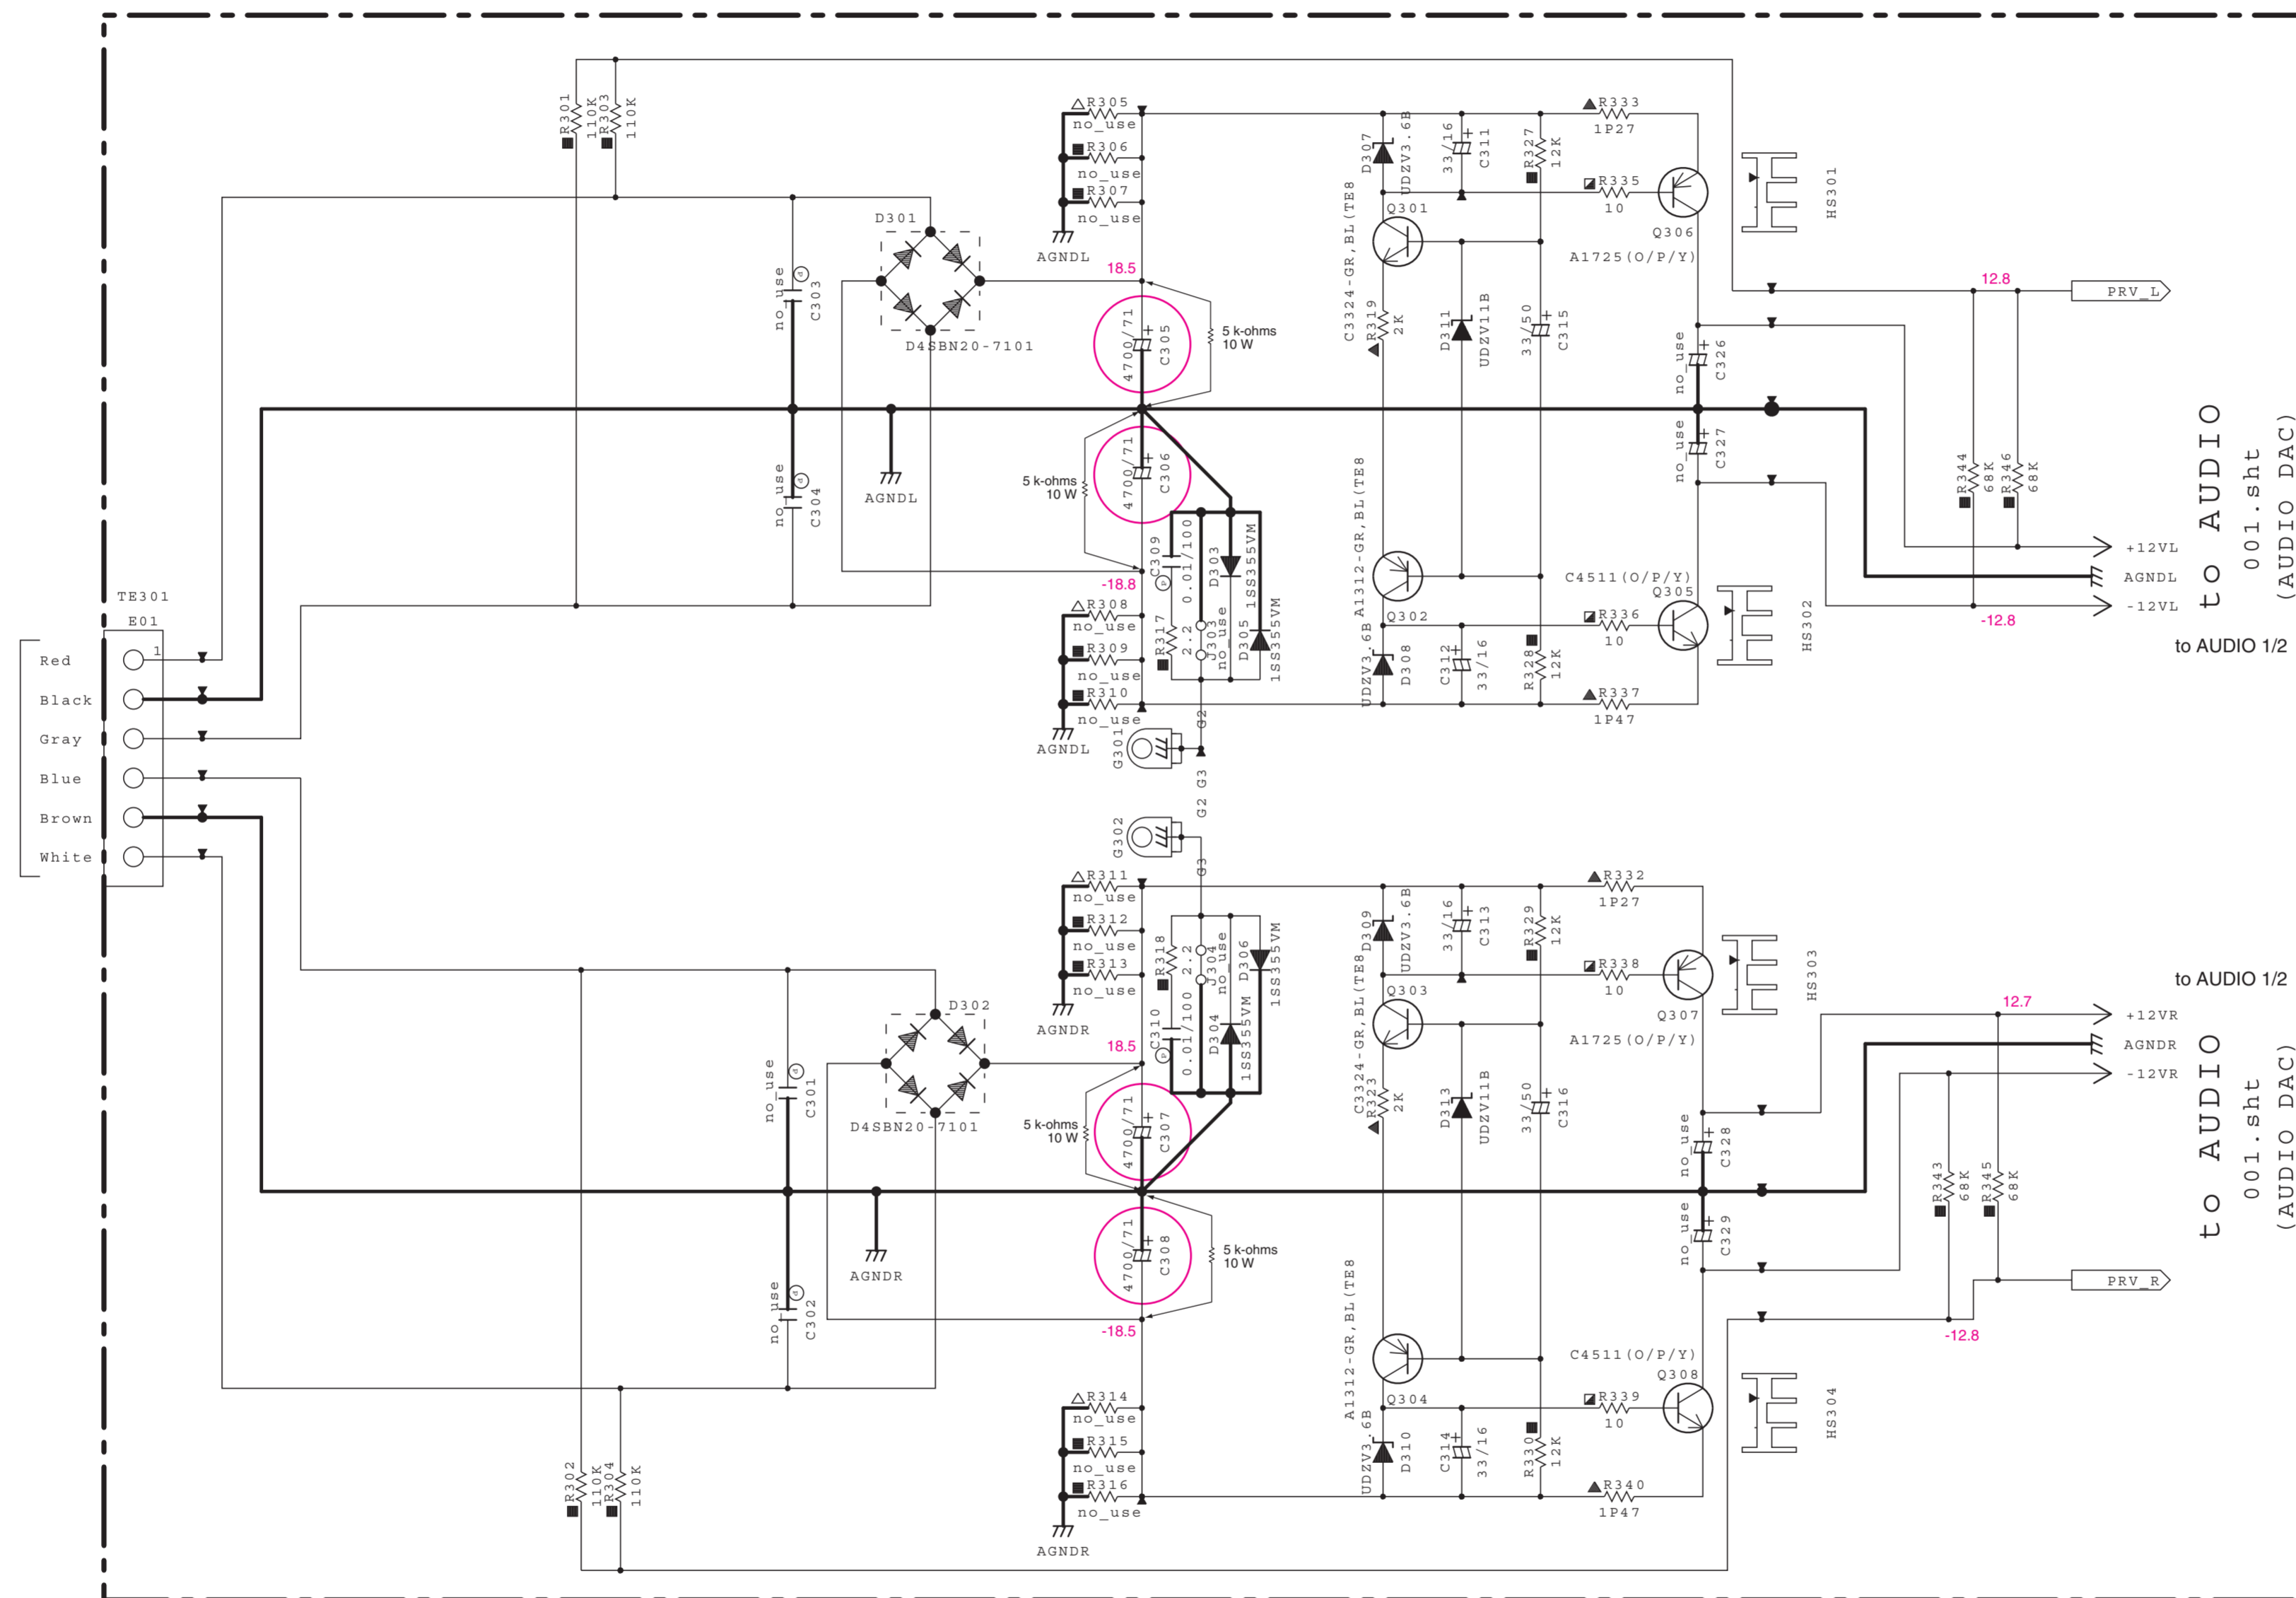 TE301
E01
1
Red
Black
Gray
Blue
Brown
White
R301
110K
R303
110K
no_use
C303
no_use
C304
D301
D4SBN20-7101
AGNDL
R305
no_use
R306
no_use
R307
no_use
AGNDL
18.5
4700/71
C305
5 k-ohms
10 W
4700/71
C306
5 k-ohms
10 W
-18.8
C309
0.01/100
D303
1SS355VM
R317
2.2
J303
no_use
D305
1SS355VM
R308
no_use
R309
no_use
R310
no_use
AGNDL
G301
G2
G2 G3
D307
UDZV3.6B
33/16
C311
R327
12K
R333
1P27
R335
10
Q301
C3324-GR,BL(TE8
R319
2K
D311
UDZV11B
33/50
C315
Q306
A1725(O/P/Y)
HS301
no_use
C326
no_use
C327
A1312-GR,BL(TE8
Q302
UDZV3.6B
D308
C312
33/16
R328
12K
C4511(O/P/Y)
Q305
R336
10
R337
1P47
HS302
12.8
PRV_L
R344
68K
R346
68K
+12VL
AGNDL
-12VL
-12.8
to AUDIO
001.sht
(AUDIO DAC)
to AUDIO 1/2
G302
G3
R311
no_use
R312
no_use
R313
no_use
AGNDR
R318
2.2
J304
no_use
D306
1SS355VM
C310
0.01/100
D304
1SS355VM
18.5
D302
D4SBN20-7101
no_use
C301
no_use
C302
AGNDR
5 k-ohms
10 W
4700/71
C307
4700/71
C308
5 k-ohms
10 W
-18.5
R314
no_use
R315
no_use
R316
no_use
AGNDR
R302
110K
R304
110K
D309
UDZV3.6B
33/16
C313
R329
12K
R332
1P27
R338
10
Q303
C3324-GR,BL(TE8
R323
2K
D313
UDZV11B
33/50
C316
Q307
A1725(O/P/Y)
HS303
no_use
C328
no_use
C329
A1312-GR,BL(TE8
Q304
UDZV3.6B
D310
C314
33/16
R330
12K
C4511(O/P/Y)
Q308
R339
10
R340
1P47
HS304
to AUDIO 1/2
12.7
+12VR
AGNDR
-12VR
R343
68K
R345
68K
PRV_R
-12.8
to AUDIO
001.sht
(AUDIO DAC)